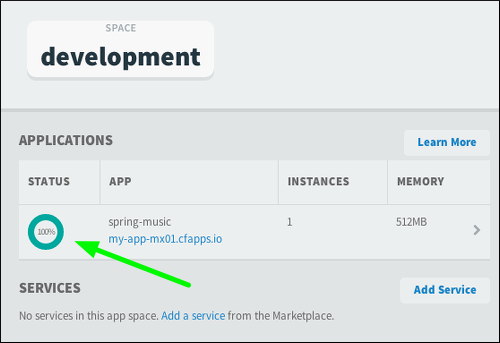 SPACE
development
APPLICATIONS
Learn More
STATUS APP INSTANCES MEMORY
100% spring-music 1 512MB
my-app-mx01.cfapps.io
SERVICES
Add Service
No services in this app space. Add a service from the Marketplace.